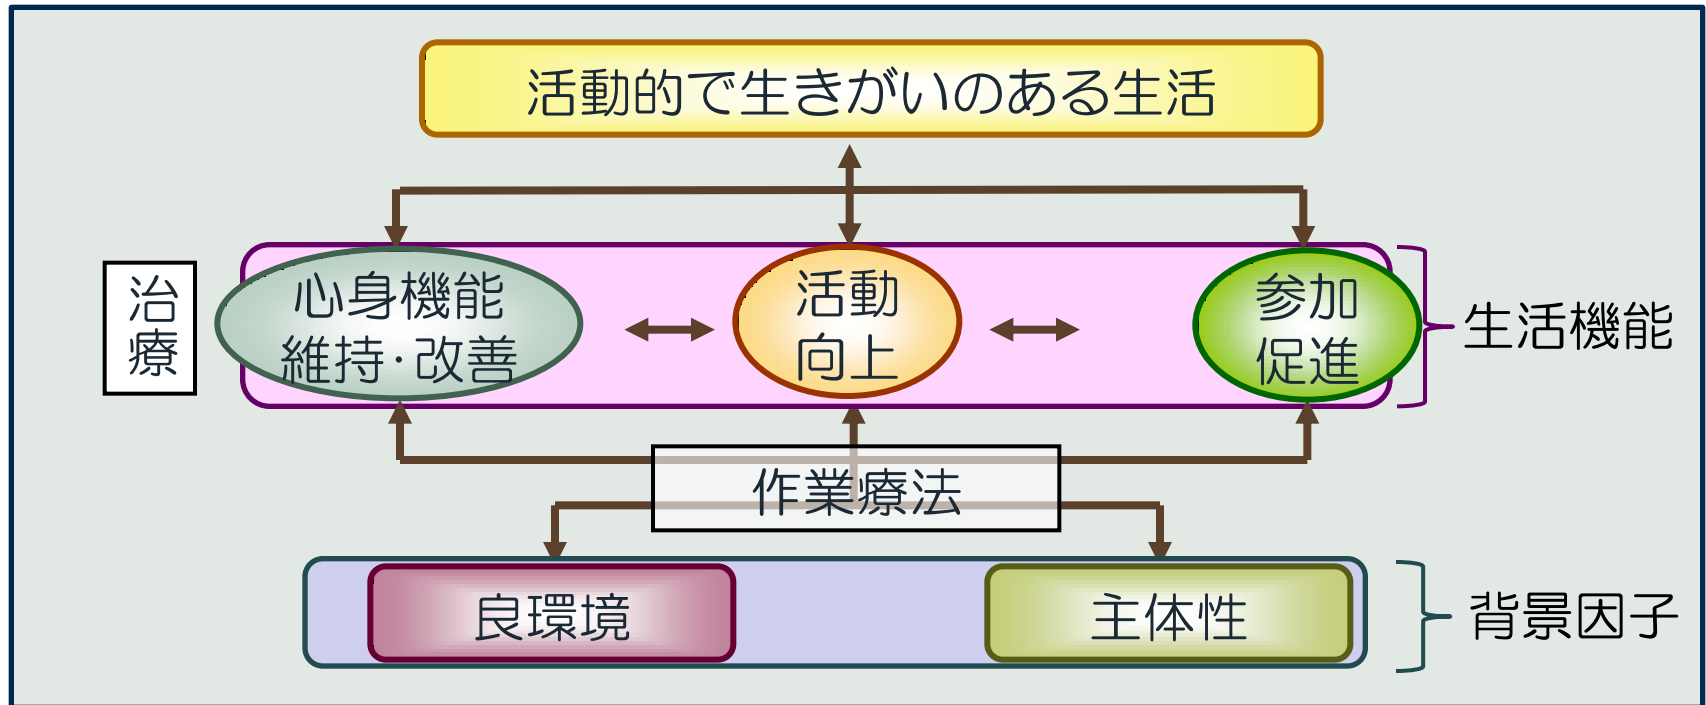 活動的で生きがいのある生活
治
療
心身機能
維持･改善
活動
向上
参加
促進
生活機能
作業療法
良環境
主体性
背景因子